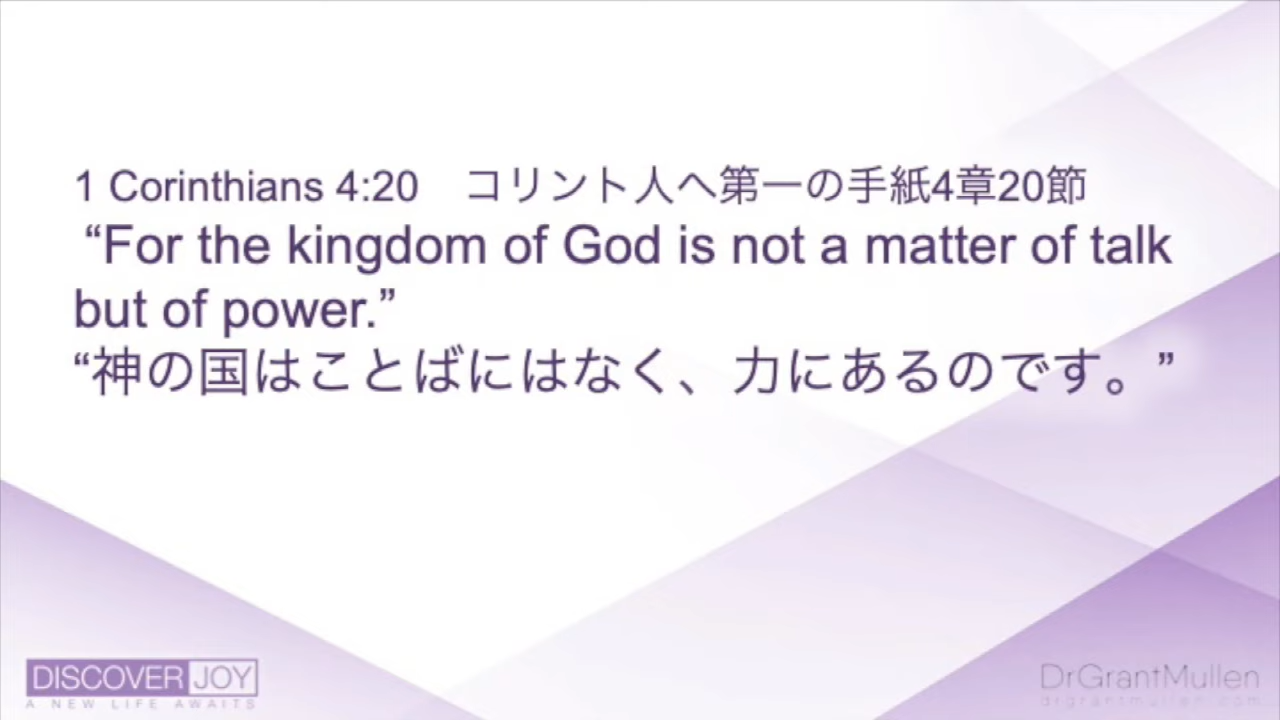 1 Corinthians 4:20　コリント人へ第一の手紙4章20節
“For the kingdom of God is not a matter of talk
but of power.”
“神の国はことばにはなく、力にあるのです。”
DISCOVER JOY
A NEW LIFE AWAITS
DrGrantMullen
drgrantmullen.com